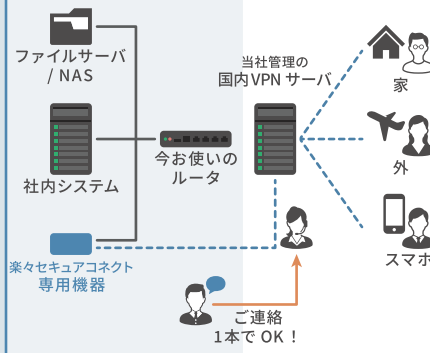 ファイルサーバ
/ NAS
当社管理の
国内VPN サーバ
家
今お使いの
ルータ
社内システム
外
スマホ
楽々セキュアコネクト
専用機器
ご連絡
1本で OK！